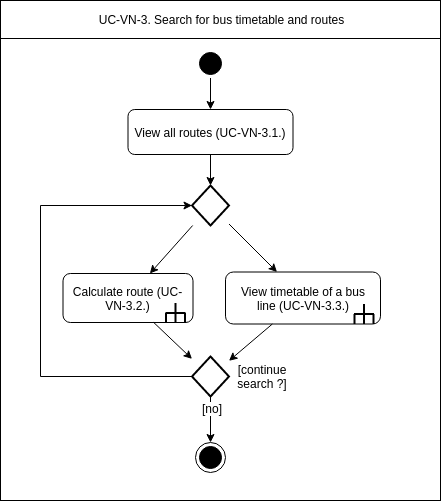 UC-VN-3. Search for bus timetable and routes
View all routes (UC-VN-3.1.)
Calculate route (UC-
VN-3.2.)
View timetable of a bus
line (UC-VN-3.3.)
[continue
search ?]
[no]